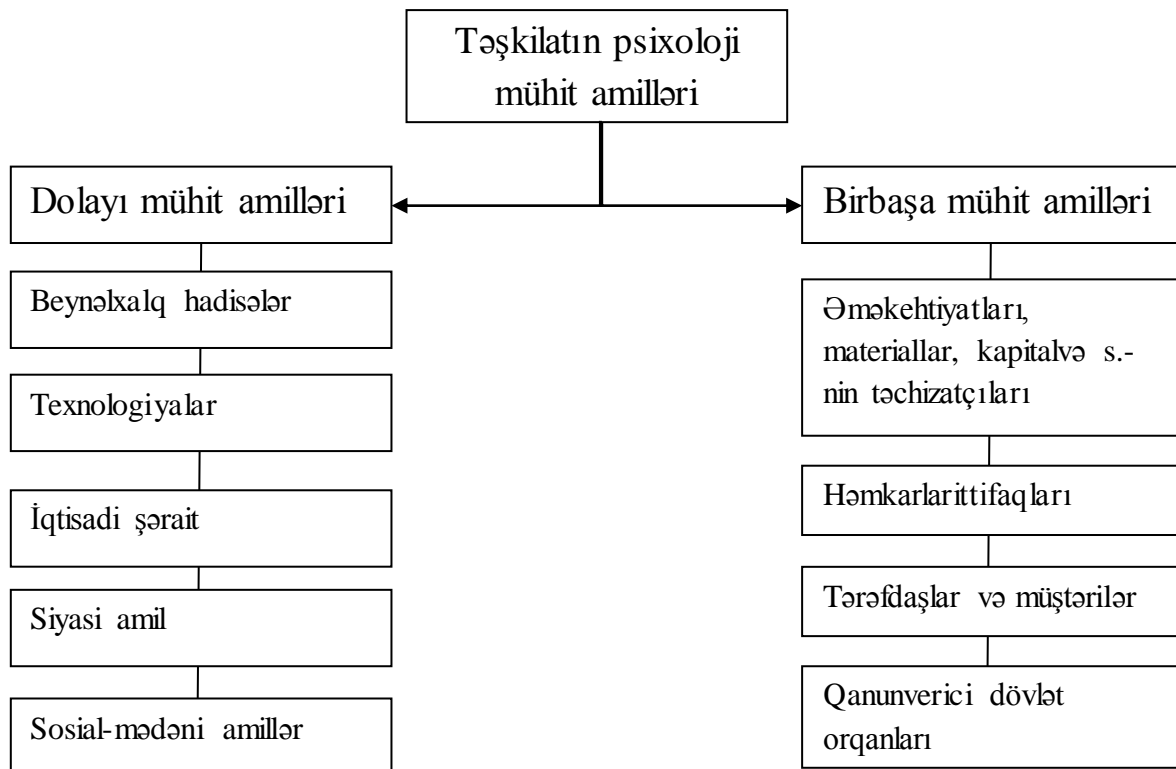 Təşkilatın psixoloji
mühit amilləri
Dolayı mühit amilləri
Beynəlxalq hadisələr
Texnologiyalar
İqtisadi şərait
Siyasi amil
Sosial-mədəni amillər
Birbaşa mühit amilləri
Əməkehtiyatları,
materiallar, kapitalvə s.-
nin təchizatçıları
Həmkarlarittifaqları
Tərəfdaşlar və müştərilər
Qanunverici dövlət
orqanları